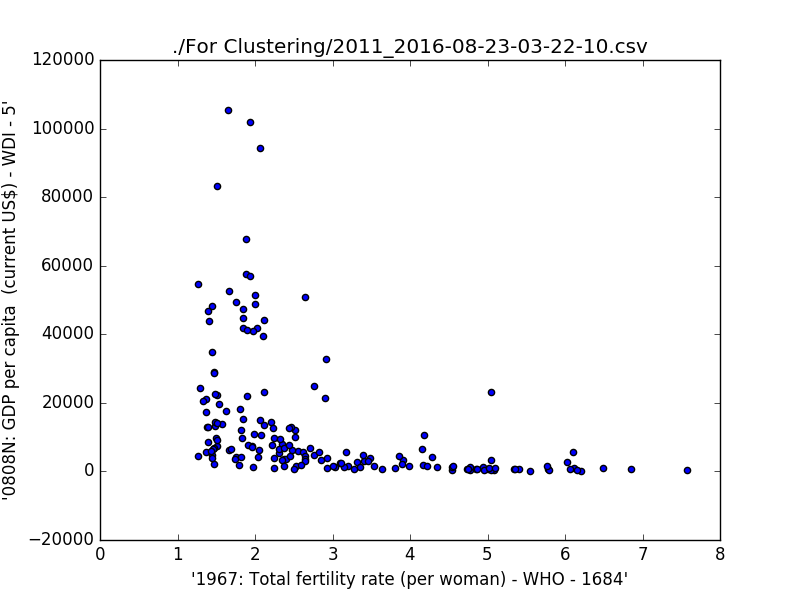 ./For Clustering/2011_2016-08-23-03-22-10.csv
120000
100000
80000
60000
40000
20000
0
−20000
'0808N: GDP per capita  (current US$) - WDI - 5'
0 1 2 3 4 5 6 7 8
'1967: Total fertility rate (per woman) - WHO - 1684'